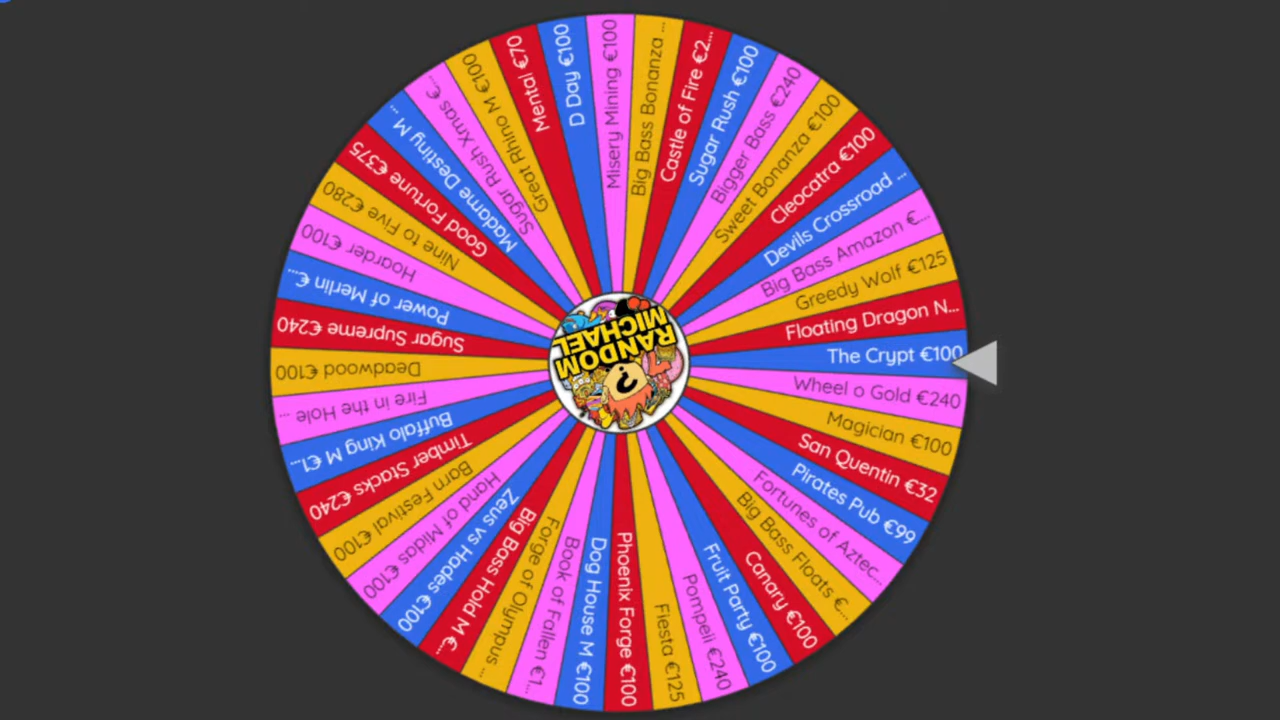 Misery Mining €100
Big Bass Bonanza ...
Castle of Fire €2...
Sugar Rush €100
Bigger Bass €240
Sweet Bonanza €100
Cleocatra €100
Devils Crossroad ...
Big Bass Amazon €...
Greedy Wolf €125
Floating Dragon N...
The Crypt €100
Wheel o Gold €240
Magician €100
San Quentin €32
Pirates Pub €99
Fortunes of Aztec...
Big Bass Floats €...
Canary €100
Fruit Party €100
Pompeli €240
Fiesta €125
Phoenix Forge €100
Dog House M €100
Book of Fallen €1...
Forge of Olympus ...
Big Bass Hold M €...
Zeus vs Hades €100
Hand of Midas €100
Barn Festival €100
Timber Stacks €240
Buffalo King M €1...
Fire in the Hole ...
Deadwood €100
Sugar Supreme €240
Power of Merlin €...
Hoarder €100
Nine to Five €280
Good Fortune €375
Madame Destiny M ...
Sugar Rush Xmas €...
Great Rhino M €100
Mental €70
D Day €100
RANDOM
MICHAEL
?